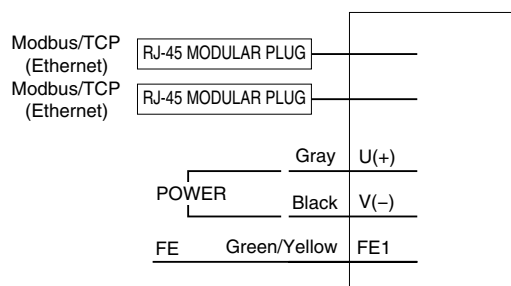 Modbus/TCP
(Ethernet)
RJ-45 MODULAR PLUG
Modbus/TCP
(Ethernet)
RJ-45 MODULAR PLUG
Gray U(+)
POWER
Black V(−)
FE Green/Yellow FE1